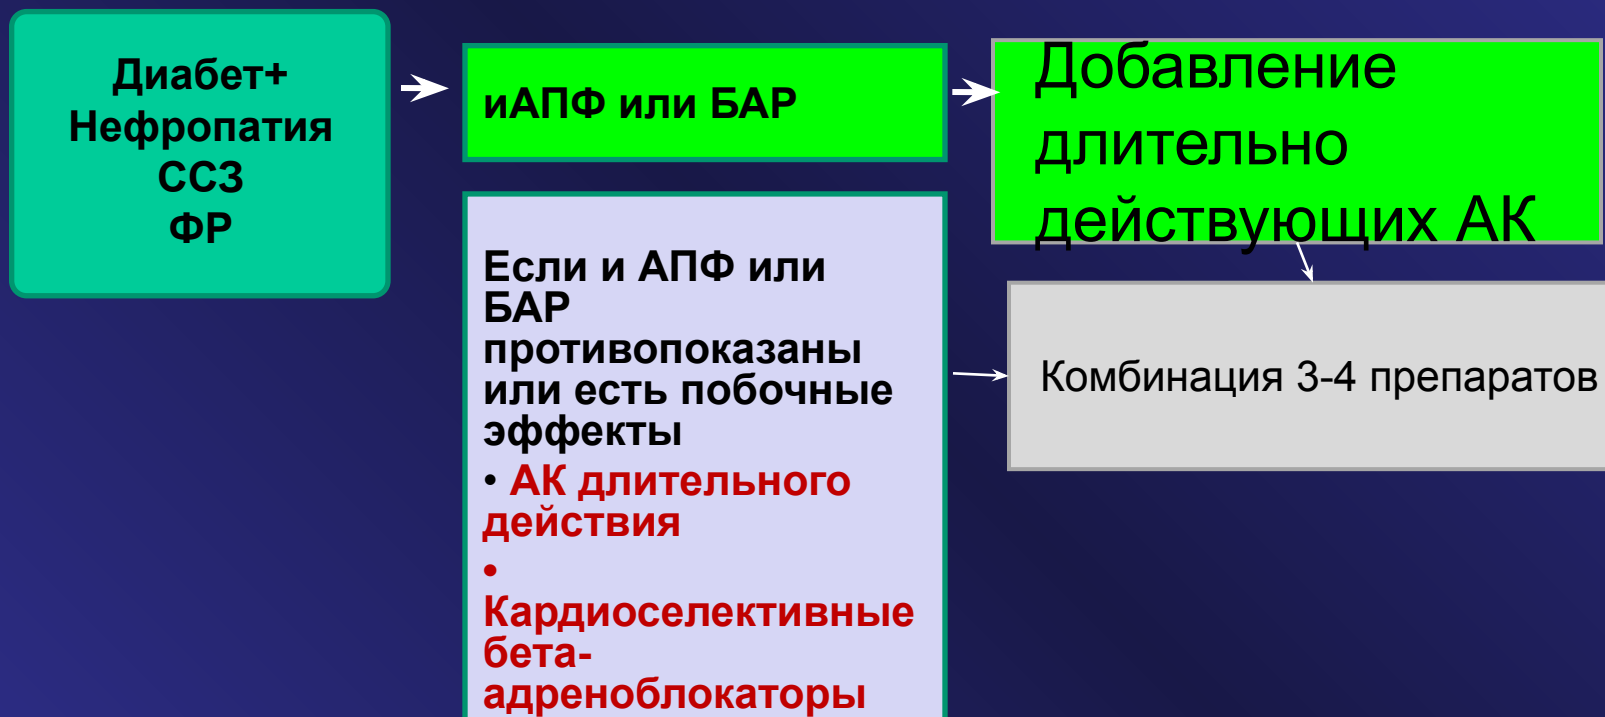 Диабет+
Нефропатия
ССЗ
ФР
иАПФ или БАР
Добавление
длительно
действующих АК
Если и АПФ или
БАР
противопоказаны
или есть побочные
эффекты
• АК длительного
действия
•
Кардиоселективные
бета-
адреноблокаторы
Комбинация 3-4 препаратов